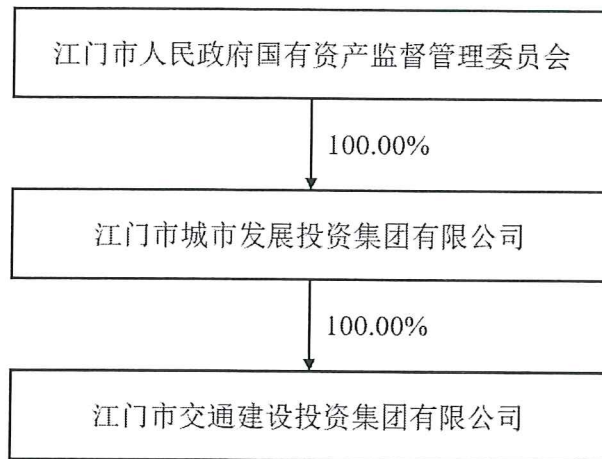 江门市人民政府国有资产监督管理委员会
100.00%
江门市城市发展投资集团有限公司
100.00%
江门市交通建设投资集团有限公司